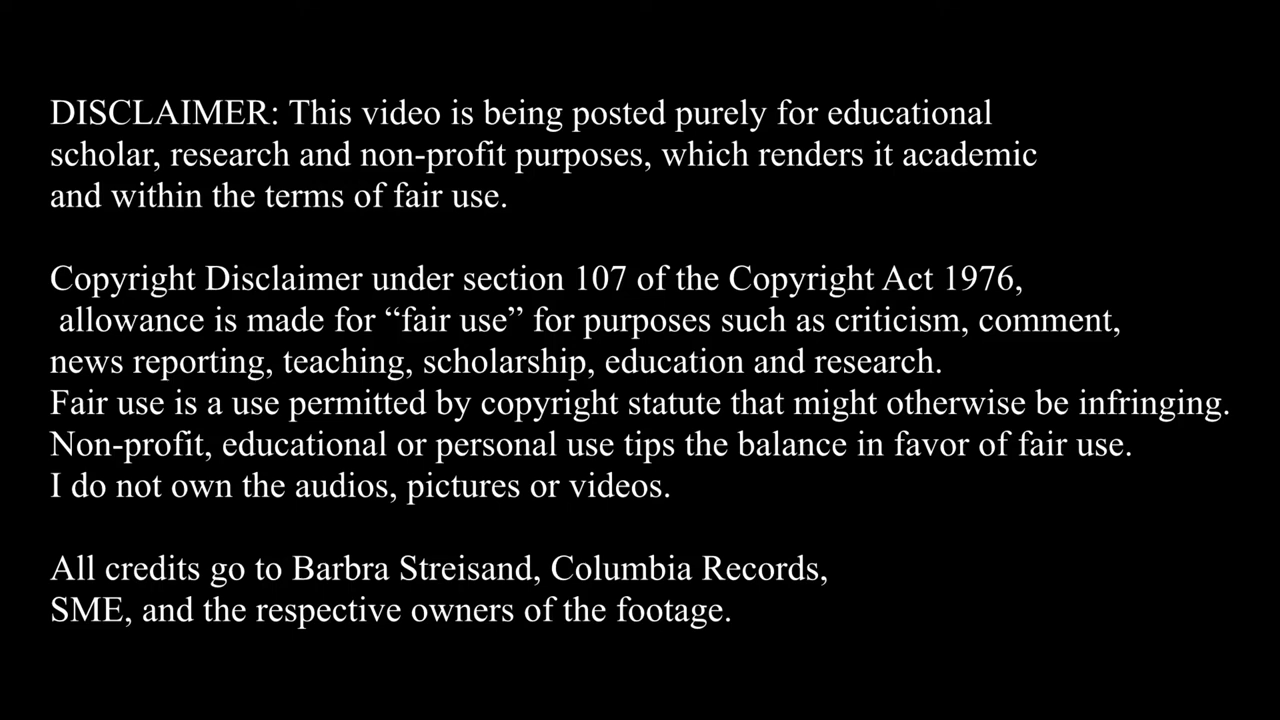 DISCLAIMER: This video is being posted purely for educational
scholar, research and non-profit purposes, which renders it academic
and within the terms of fair use.
Copyright Disclaimer under section 107 of the Copyright Act 1976,
allowance is made for “fair use” for purposes such as criticism, comment,
news reporting, teaching, scholarship, education and research.
Fair use is a use permitted by copyright statute that might otherwise be infringing.
Non-profit, educational or personal use tips the balance in favor of fair use.
I do not own the audios, pictures or videos.
All credits go to Barbra Streisand, Columbia Records,
SME, and the respective owners of the footage.